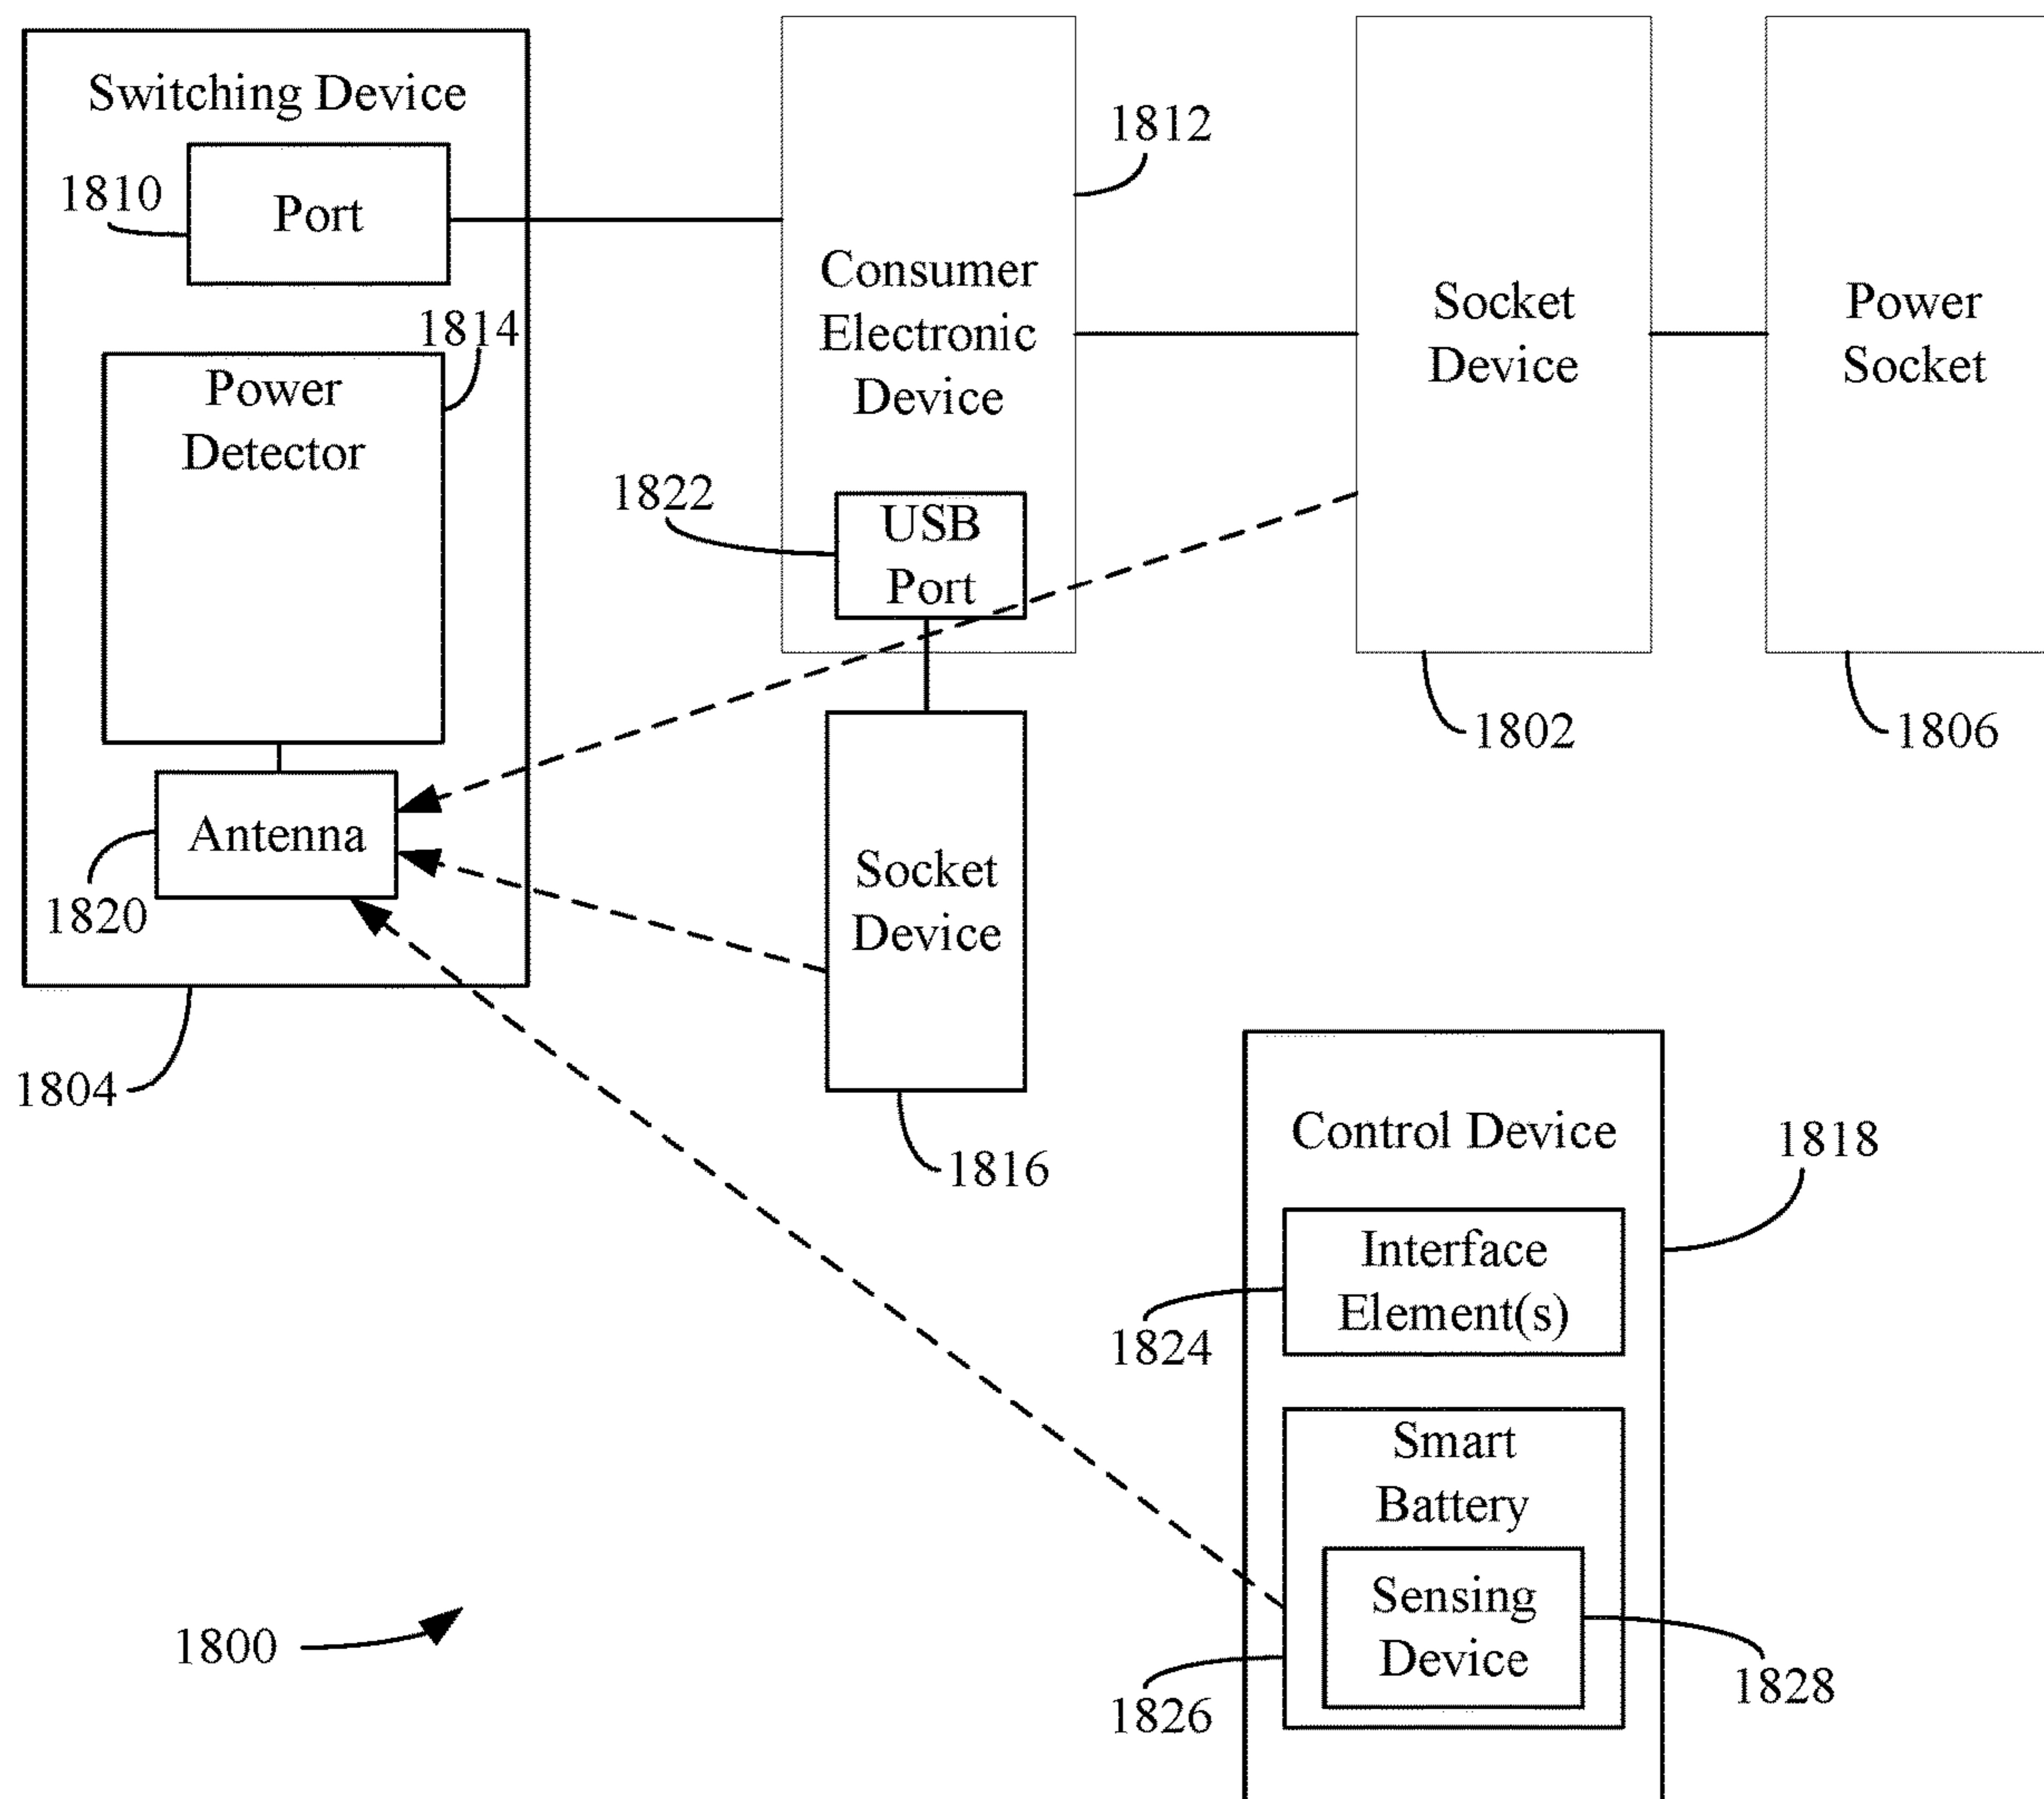 Switching Device
1810
Port
1814
Power
Detector
Antenna
1820
1804
1812
Consumer
Electronic
Device
1822
USB
Port
Socket
Device
1816
Socket
Device
1802
Power
Socket
1806
Control Device
1818
Interface
Element(s)
1824
Smart
Battery
Sensing
Device
1826
1828
1800